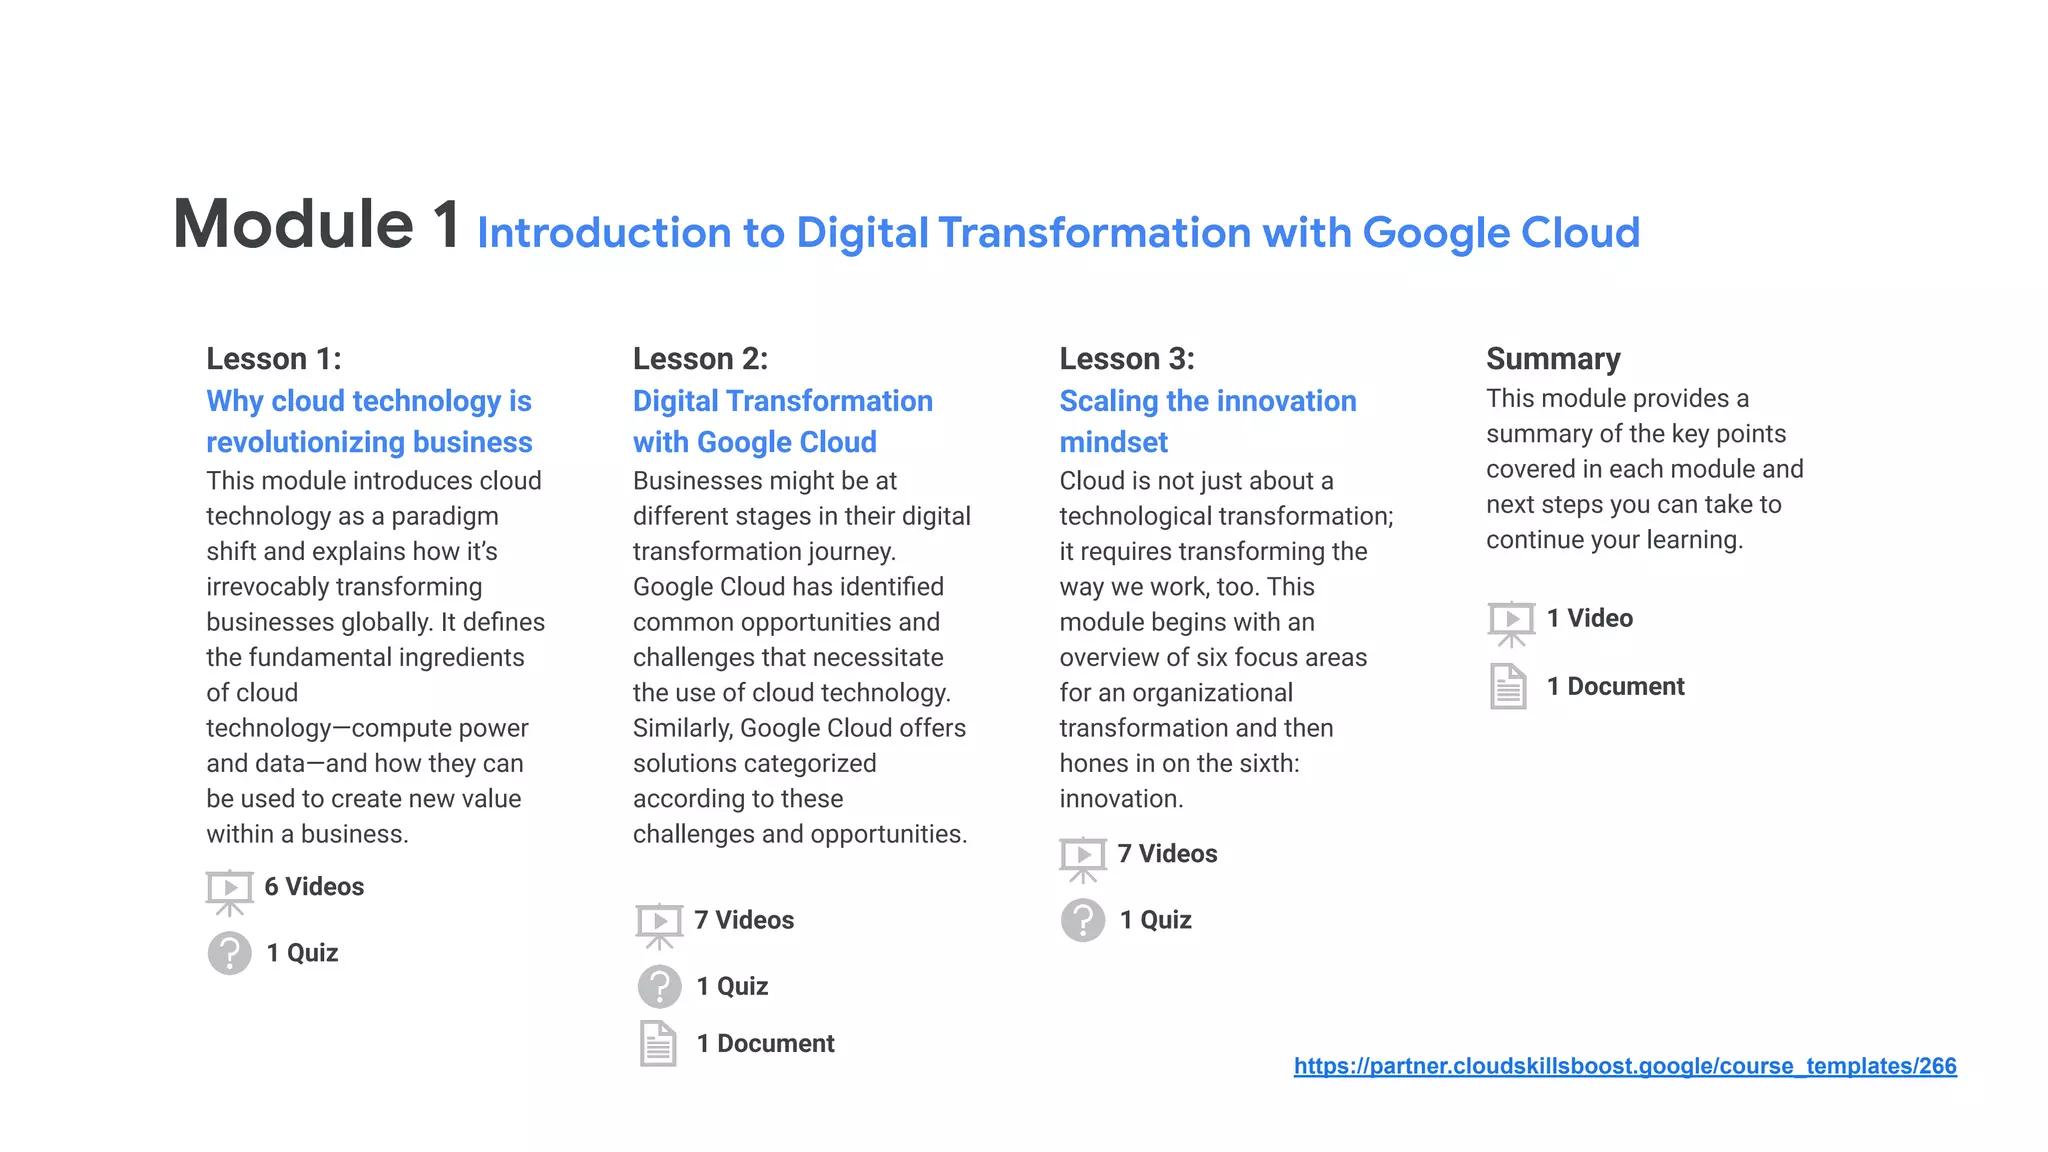 Module 1 Introduction to Digital Transformation with Google Cloud
Lesson 1:
Why cloud technology is
revolutionizing business
This module introduces cloud
technology as a paradigm
shift and explains how it’s
irrevocably transforming
businesses globally. It defines
the fundamental ingredients
of cloud
technology—compute power
and data—and how they can
be used to create new value
within a business.
6 Videos
1 Quiz
Lesson 2:
Digital Transformation
with Google Cloud
Businesses might be at
different stages in their digital
transformation journey.
Google Cloud has identified
common opportunities and
challenges that necessitate
the use of cloud technology.
Similarly, Google Cloud offers
solutions categorized
according to these
challenges and opportunities.
7 Videos
1 Quiz
1 Document
Lesson 3:
Scaling the innovation
mindset
Cloud is not just about a
technological transformation;
it requires transforming the
way we work, too. This
module begins with an
overview of six focus areas
for an organizational
transformation and then
hones in on the sixth:
innovation.
7 Videos
1 Quiz
Summary
This module provides a
summary of the key points
covered in each module and
next steps you can take to
continue your learning.
1 Video
1 Document
https://partner.cloudskillsboost.google/course_templates/266